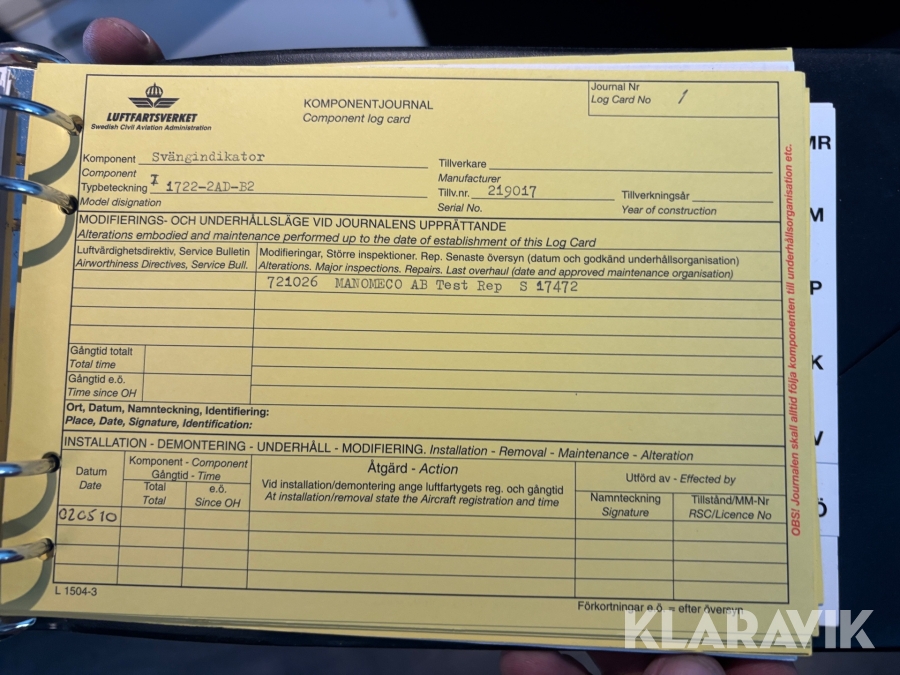 LUFTFARTSVERKET
Swedish Civil Aviation Administration
KOMPONENTJOURNAL
Component log card
Journal Nr
Log Card No 1
Komponent Svängindikator
Component
Typbeteckning I 1722-2AD-B2
Model disignation
Tillverkare
Manufacturer
Tillv.nr. 219017
Serial No.
Tillverkningsår
Year of construction
MODIFIERINGS- OCH UNDERHÅLLSLÄGE VID JOURNALENS UPPRÄTTANDE
Alterations embodied and maintenance performed up to the date of establishment of this Log Card
Luftvärdighetsdirektiv, Service Bulletin
Airworthiness Directives, Service Bull.
Modifieringar, Större inspektioner. Rep. Senaste översyn (datum och godkänd underhållsorganisation)
Alterations. Major inspections. Repairs. Last overhaul (date and approved maintenance organisation)
721026 MANOMECO AB Test Rep S 17472
Gångtid totalt
Total time
Gångtid e.ö.
Time since OH
Ort, Datum, Namnteckning, Identifiering:
Place, Date, Signature, Identification:
INSTALLATION - DEMONTERING - UNDERHÅLL - MODIFIERING. Installation - Removal - Maintenance - Alteration
Datum
Date
Komponent - Component
Gångtid - Time
Total
Total
e.ö.
Since OH
Åtgärd - Action
Vid installation/demontering ange luftfartygets reg. och gångtid
At installation/removal state the Aircraft registration and time
Utförd av - Effected by
Namnteckning
Signature
Tillstånd/MM-Nr
RSC/Licence No
020510
L 1504-3
Förkortningar e.ö. = efter översyn
OBS! Journalen skall alltid följa komponenten till underhållsorganisation etc.
MR
M
P
K
V
Ö
KLARAVIK